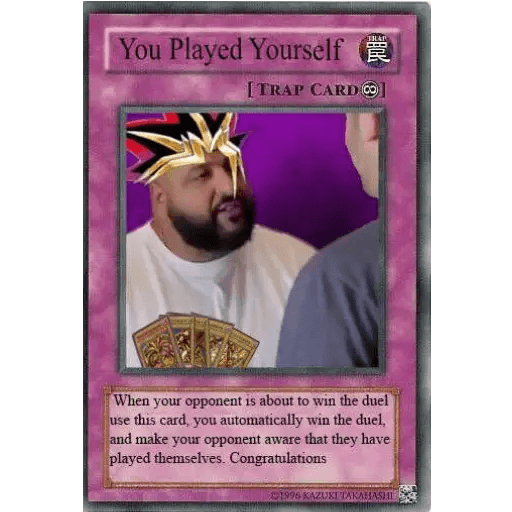 You Played Yourself
TRAP
罠
[TRAP CARD♾]
When your opponent is about to win the duel
use this card, you automatically win the duel,
and make your opponent aware that they have
played themselves. Congratulations
©1996 KAZUKI TAKAHASHI